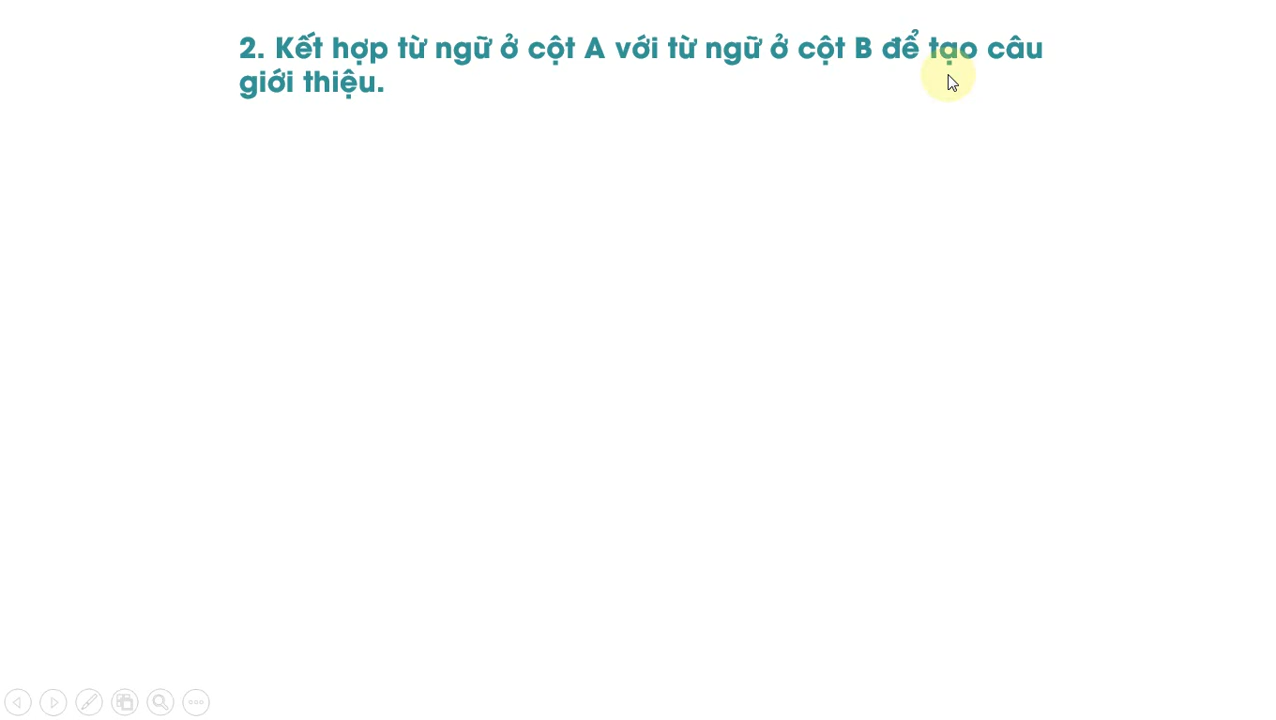 2. Kết hợp từ ngữ ở cột A với từ ngữ ở cột B để tạo câu
giới thiệu.